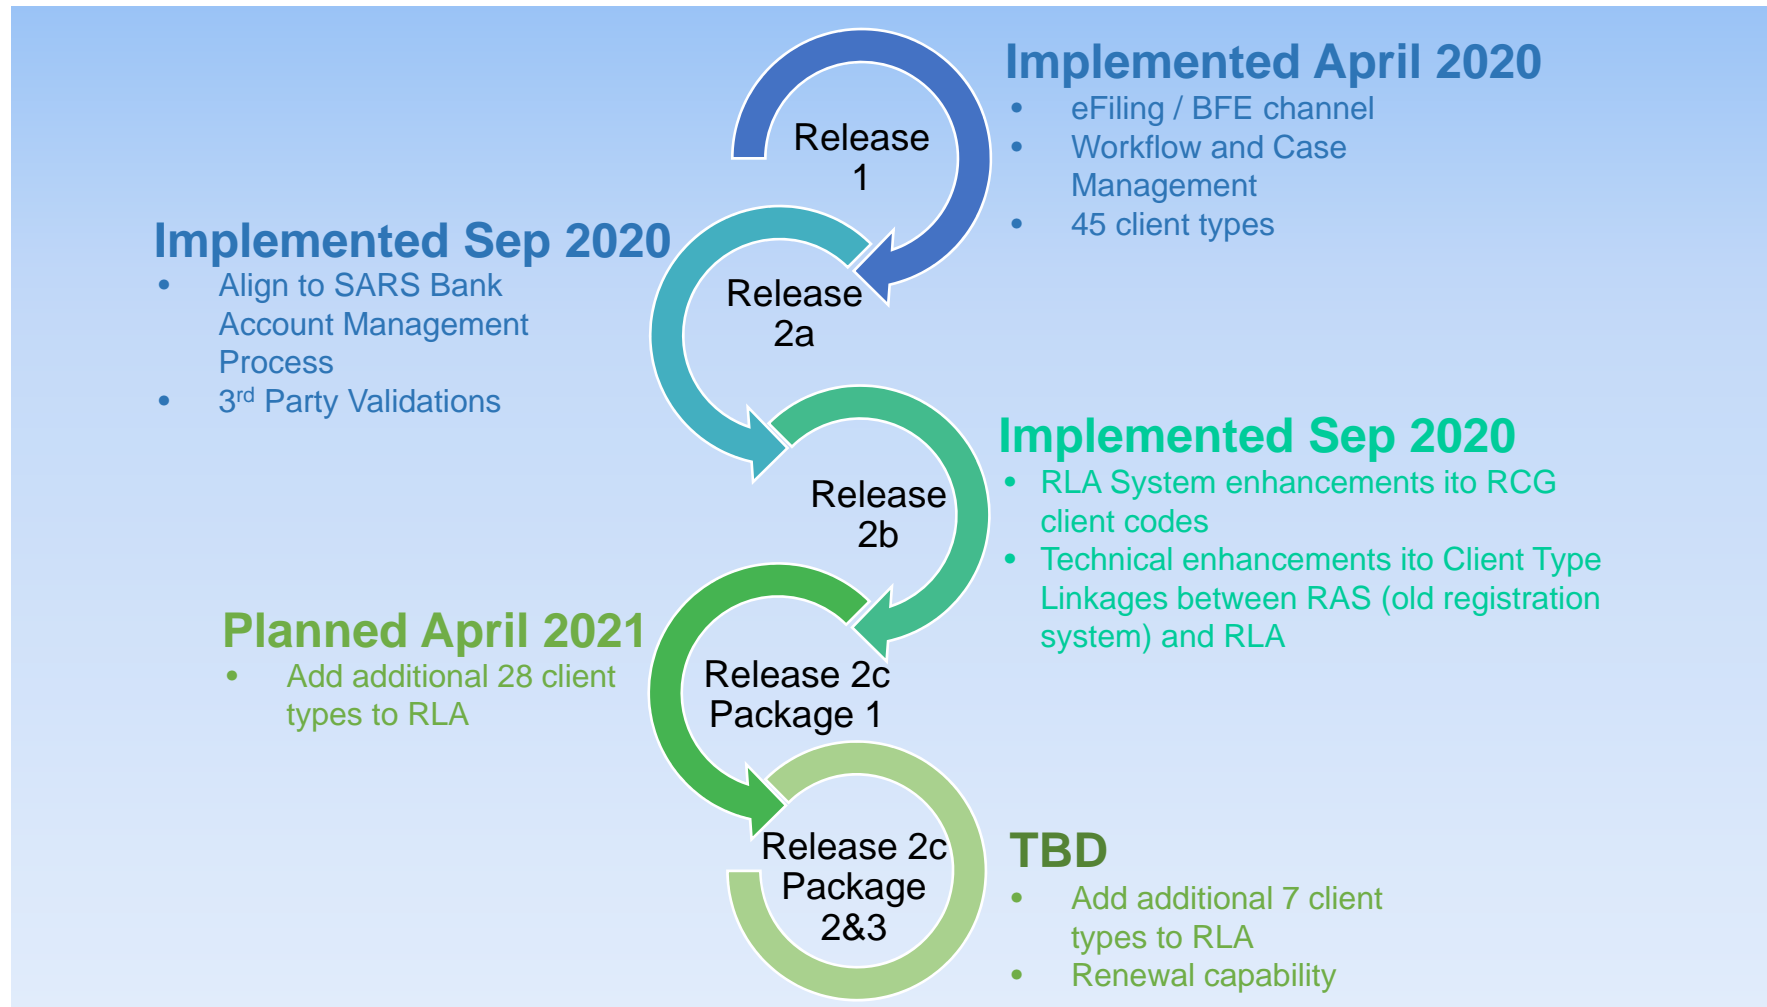 Implemented April 2020
• eFiling / BFE channel
• Workflow and Case
Management
• 45 client types
Release
1
Implemented Sep 2020
• Align to SARS Bank
Account Management
Process
• 3rd Party Validations
Release
2a
Implemented Sep 2020
• RLA System enhancements ito RCG
client codes
• Technical enhancements ito Client Type
Linkages between RAS (old registration
system) and RLA
Release
2b
Planned April 2021
• Add additional 28 client
types to RLA
Release 2c
Package 1
TBD
• Add additional 7 client
types to RLA
• Renewal capability
Release 2c
Package
2&3